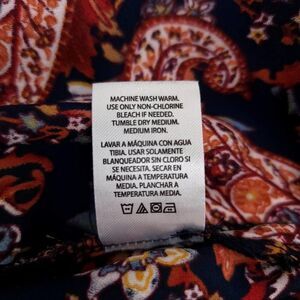 MACHINE WASH WARM.
USE ONLY NON-CHLORINE
BLEACH IF NEEDED.
TUMBLE DRY MEDIUM.
MEDIUM IRON.
LAVAR A MÁQUINA CON AGUA
TIBIA. USAR SOLAMENTE
BLANQUEADOR SIN CLORO SI
SE NECESITA. SECAR EN
MÁQUINA A TEMPERATURA
MEDIA. PLANCHAR A
TEMPERATURA MEDIA.